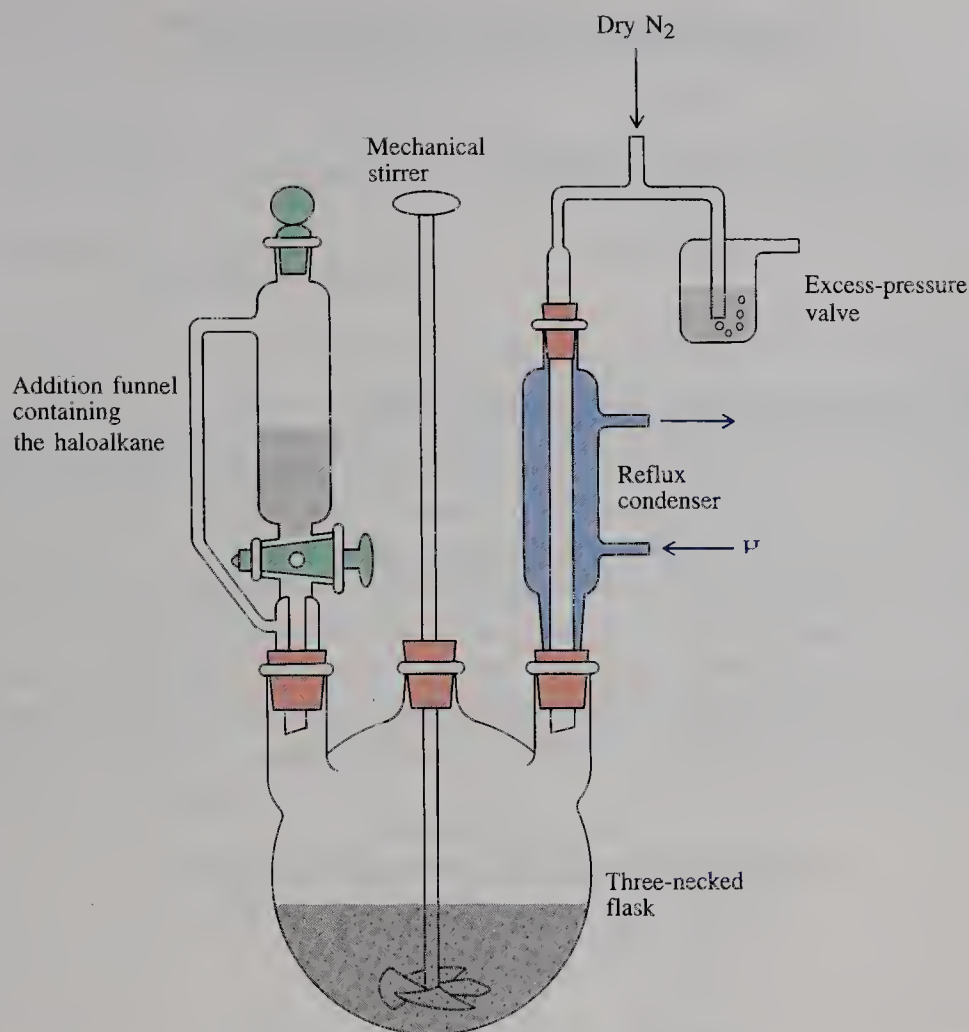 Dry N2
Mechanical
stirrer
Excess-pressure
valve
Addition funnel
containing
the haloalkane
Reflux
condenser
Three-necked
flask